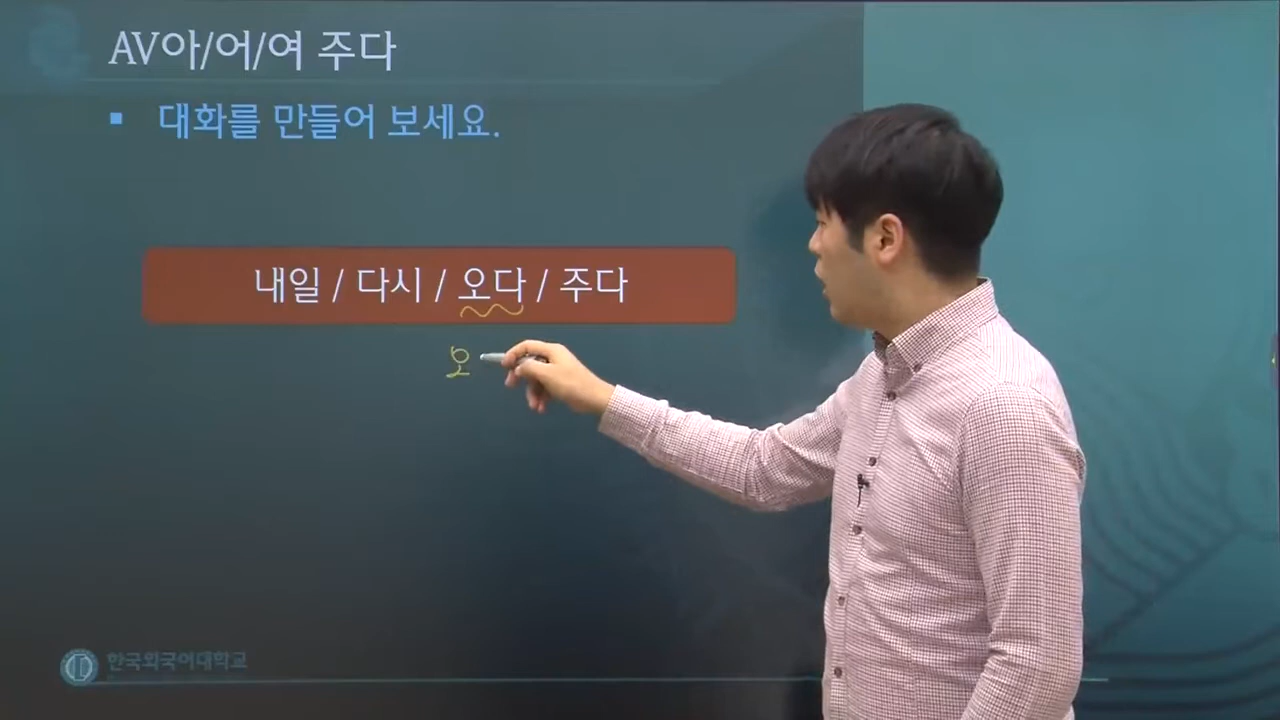 AV아/어/여 주다
▪ 대화를 만들어 보세요.
내일 / 다시 / 오다 / 주다
오
한국외국어대학교